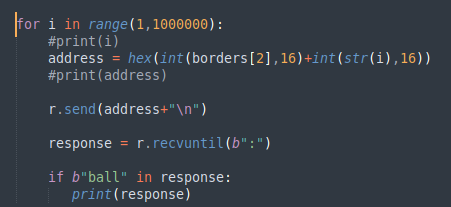 for i in range(1,1000000):
    #print(i)
    address = hex(int(borders[2],16)+int(str(i),16))
    #print(address)
    r.send(address+"\n")
    response = r.recvuntil(b":")
    if b"ball" in response:
        print(response)